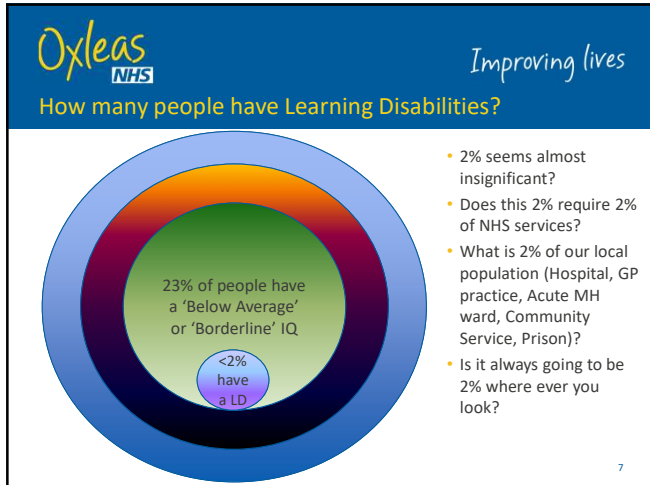 Oxleas
NHS
Improving lives
How many people have Learning Disabilities?
23% of people have
a ‘Below Average’
or ‘Borderline’ IQ
<2%
have
a LD
• 2% seems almost
insignificant?
• Does this 2% require 2%
of NHS services?
• What is 2% of our local
population (Hospital, GP
practice, Acute MH
ward, Community
Service, Prison)?
• Is it always going to be
2% where ever you
look?
7